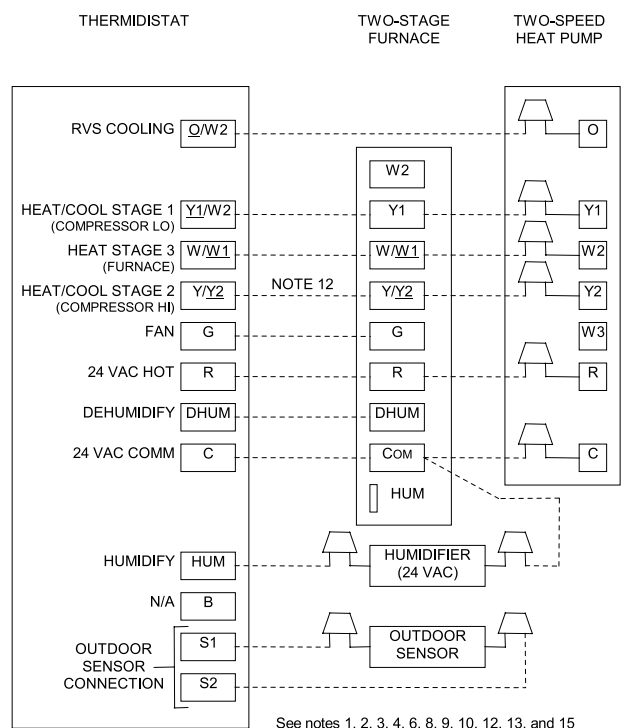 THERMIDISTAT
TWO-STAGE
FURNACE
TWO-SPEED
HEAT PUMP
RVS COOLING O/W2 O
W2
HEAT/COOL STAGE 1 Y1/W2 Y1 Y1
(COMPRESSOR LO)
HEAT STAGE 3 W/W1 W/W1 W2
(FURNACE)
HEAT/COOL STAGE 2 Y/Y2 NOTE 12 Y/Y2 Y2
(COMPRESSOR HI)
FAN G G W3
24 VAC HOT R R R
DEHUMIDIFY DHUM DHUM
24 VAC COMM C COM C
HUM
HUMIDIFY HUM HUMIDIFIER
(24 VAC)
N/A B
S1 OUTDOOR
SENSOR
OUTDOOR
SENSOR
CONNECTION
S2
See notes 1, 2, 3, 4, 6, 8, 9, 10, 12, 13, and 15